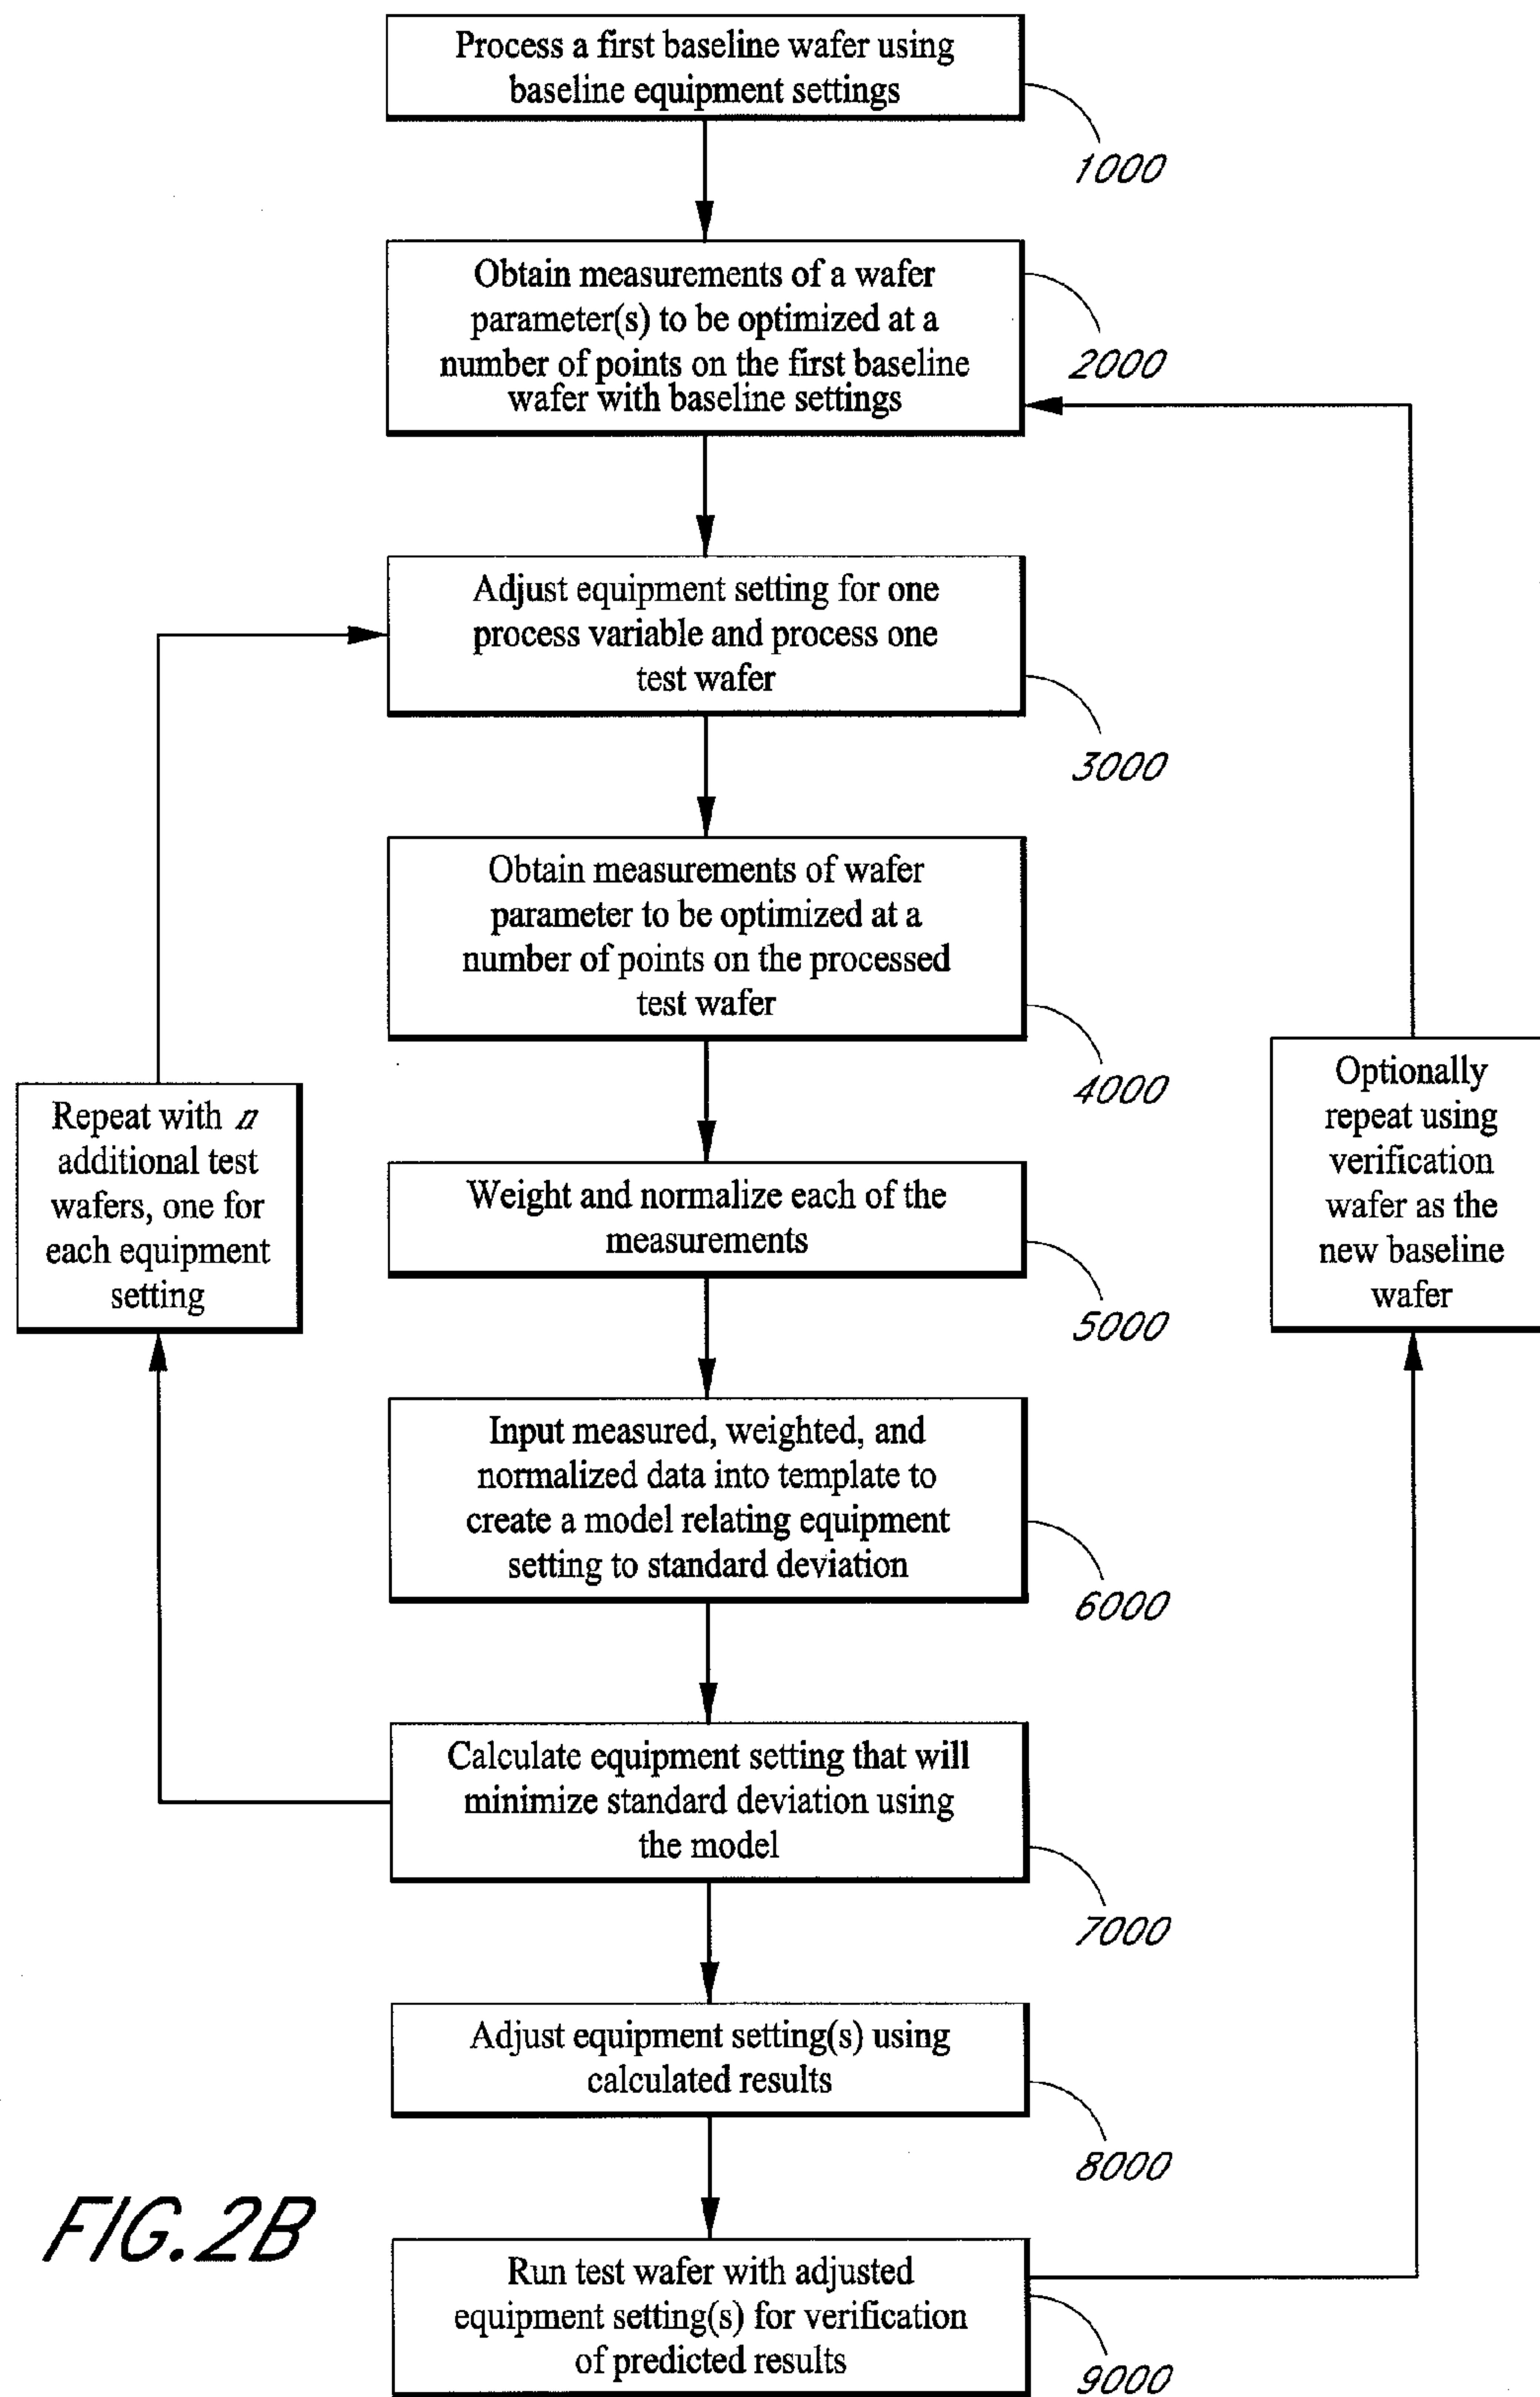 Process a first baseline wafer using
baseline equipment settings
1000
Obtain measurements of a wafer
parameter(s) to be optimized at a
number of points on the first baseline
wafer with baseline settings
2000
Adjust equipment setting for one
process variable and process one
test wafer
3000
Obtain measurements of wafer
parameter to be optimized at a
number of points on the processed
test wafer
4000
Repeat with n
additional test
wafers, one for
each equipment
setting
Optionally
repeat using
verification
wafer as the
new baseline
wafer
Weight and normalize each of the
measurements
5000
Input measured, weighted, and
normalized data into template to
create a model relating equipment
setting to standard deviation
6000
Calculate equipment setting that will
minimize standard deviation using
the model
7000
Adjust equipment setting(s) using
calculated results
8000
Run test wafer with adjusted
equipment setting(s) for verification
of predicted results
9000
FIG. 2B